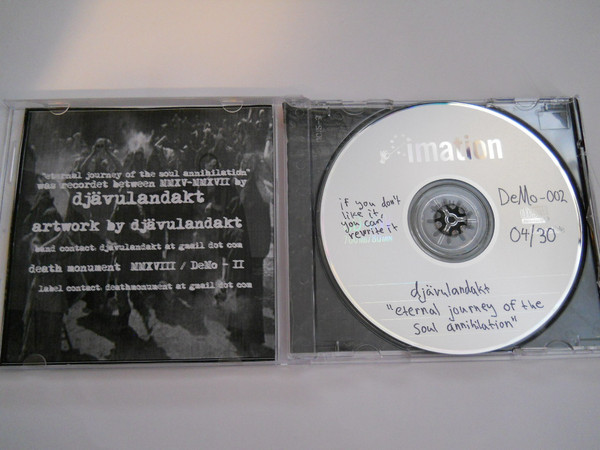 "eternal journey of the soul annihilation"
was recordet between MMXV-MMXVII by
djävulandakt
artwork by djävulandakt
band contact djavulandakt at gmail dot com
death monument MMXVIII / DeMo - II
label contact deathmonument at gmail dot com
imation
if you don't
like it,
you can
rewrite it
DeMo-002
04/30
djävulandakt
"eternal journey of the
soul annihilation"